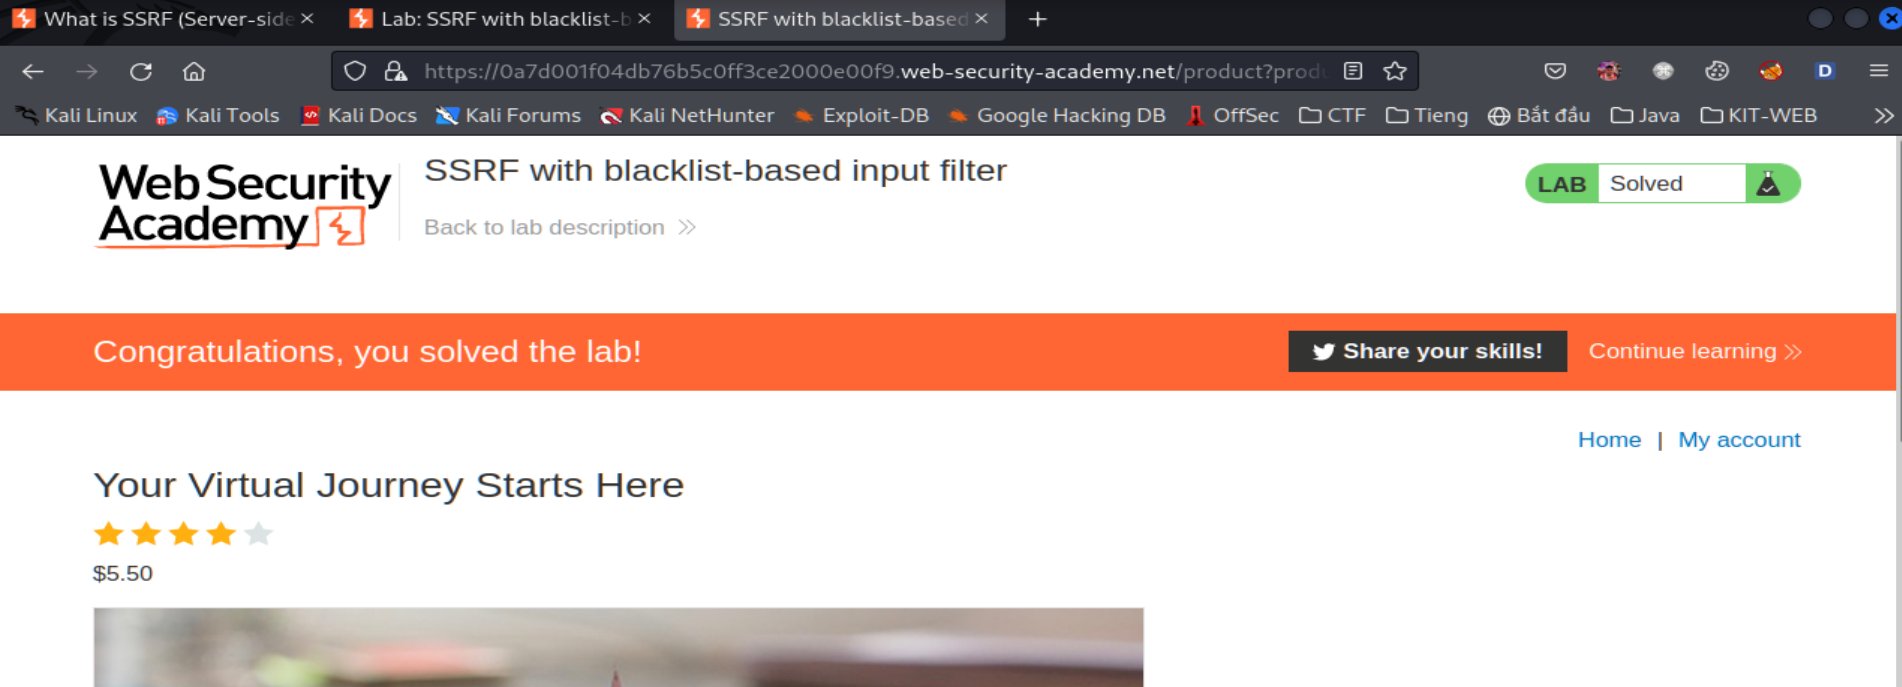 What is SSRF (Server-side
Lab: SSRF with blacklist-b
SSRF with blacklist-based
https://0a7d001f04db76b5c0ff3ce2000e00f9.web-security-academy.net/product?produ
D
Kali Linux
Kali Tools
Kali Docs
Kali Forums
Kali NetHunter
Exploit-DB
Google Hacking DB
OffSec
CTF
Tieng
Bắt đầu
Java
KIT-WEB
Web Security
Academy
SSRF with blacklist-based input filter
Back to lab description
LAB Solved
Congratulations, you solved the lab!
Share your skills!
Continue learning
Home | My account
Your Virtual Journey Starts Here
$5.50